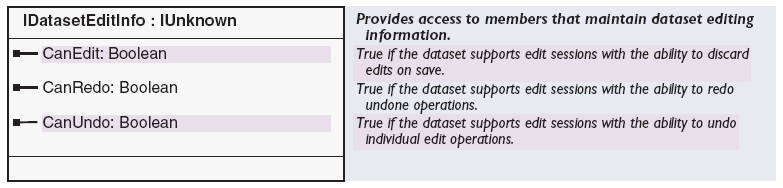 IDatasetEditInfo : IUnknown
Provides access to members that maintain dataset editing
information.
CanEdit: Boolean
True if the dataset supports edit sessions with the ability to discard
edits on save.
CanRedo: Boolean
True if the dataset supports edit sessions with the ability to redo
undone operations.
CanUndo: Boolean
True if the dataset supports edit sessions with the ability to undo
individual edit operations.